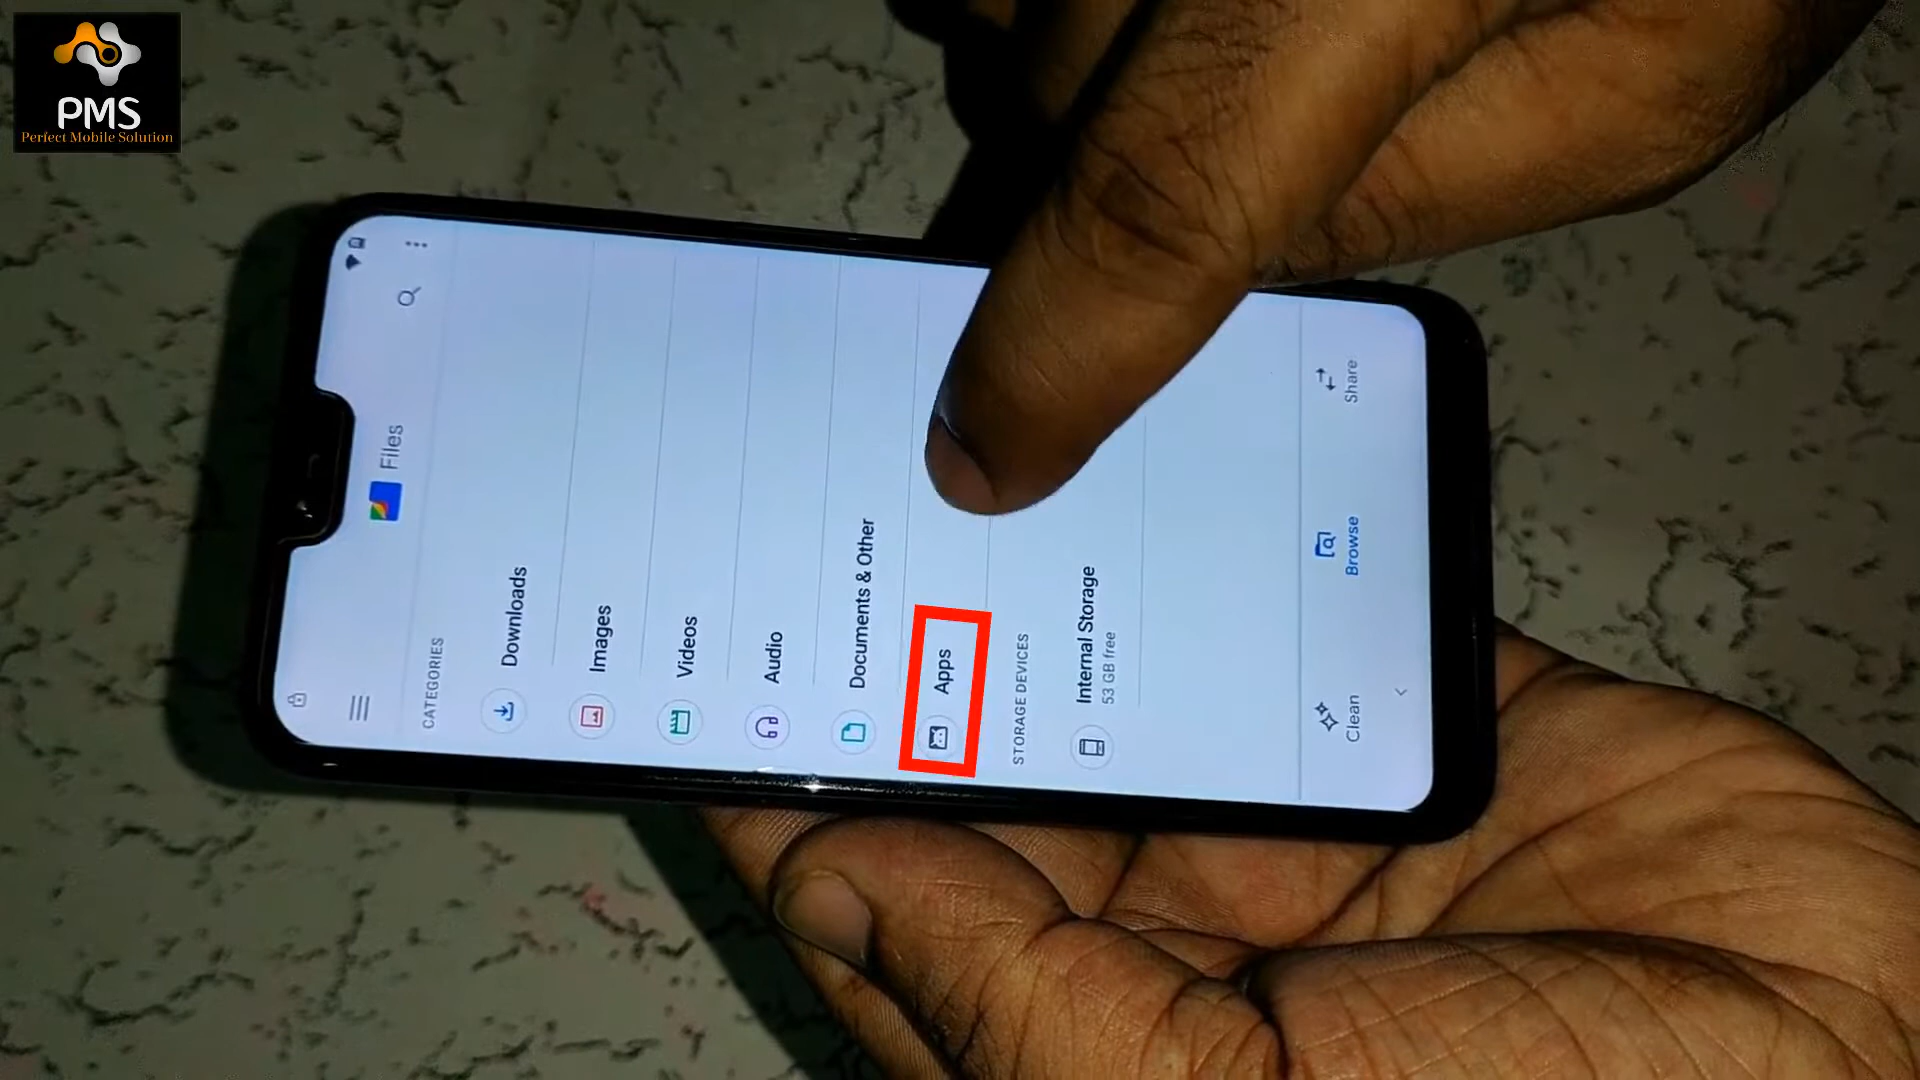 PMS
Perfect Mobile Solution
Files
CATEGORIES
Downloads
Images
Videos
Audio
Documents & Other
Apps
STORAGE DEVICES
Internal Storage
53 GB free
Clean
Browse
Share